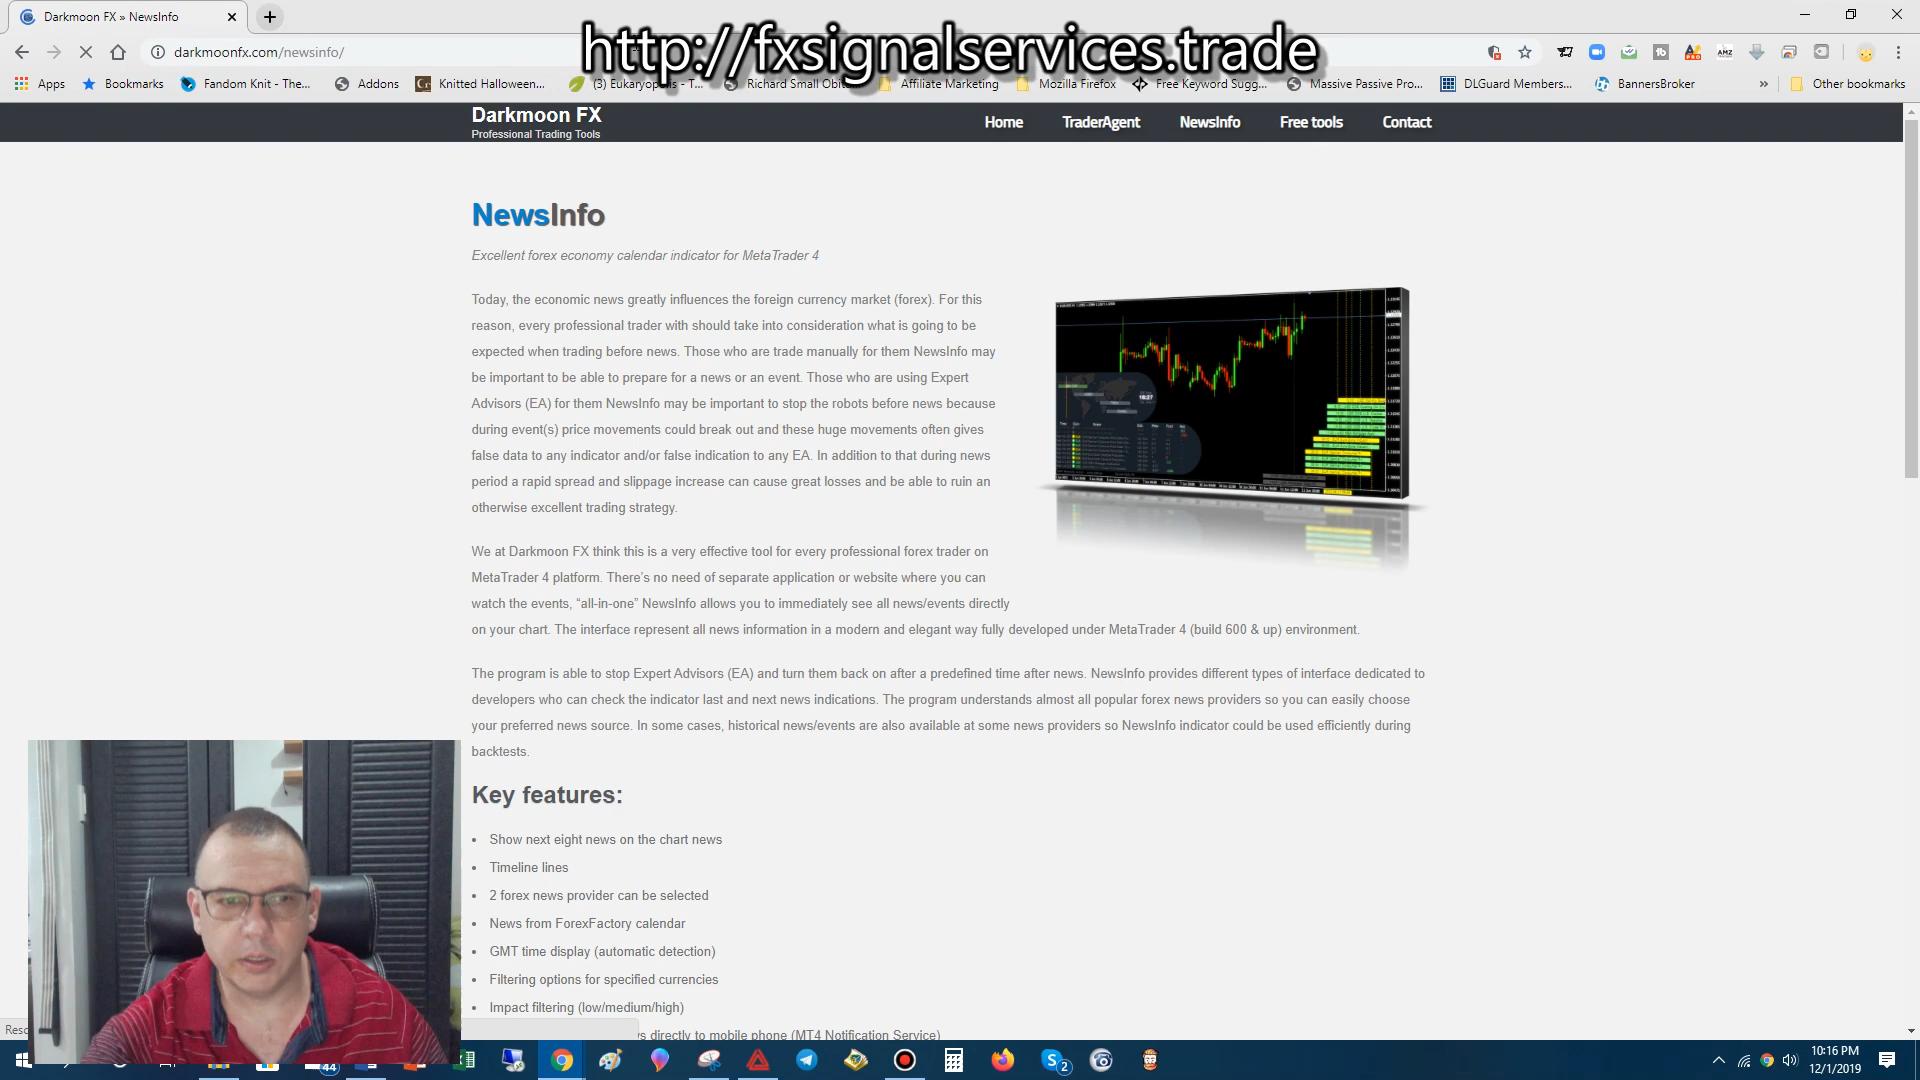 Darkmoon FX » NewsInfo
http://fxsignalservices.trade
darkmoonfx.com/newsinfo/
Apps
Bookmarks
Fandom Knit - The...
Addons
Knitted Halloween...
(3) Eukaryopolis - T...
Richard Small Obit
Affiliate Marketing
Mozilla Firefox
Free Keyword Sugg...
Massive Passive Pro...
DLGuard Members...
BannersBroker
»
Other bookmarks
Darkmoon FX
Professional Trading Tools
Home
TraderAgent
NewsInfo
Free tools
Contact
NewsInfo
Excellent forex economy calendar indicator for MetaTrader 4
Today, the economic news greatly influences the foreign currency market (forex). For this
reason, every professional trader with should take into consideration what is going to be
expected when trading before news. Those who are trade manually for them NewsInfo may
be important to be able to prepare for a news or an event. Those who are using Expert
Advisors (EA) for them NewsInfo may be important to stop the robots before news because
during event(s) price movements could break out and these huge movements often gives
false data to any indicator and/or false indication to any EA. In addition to that during news
period a rapid spread and slippage increase can cause great losses and be able to ruin an
otherwise excellent trading strategy.
We at Darkmoon FX think this is a very effective tool for every professional forex trader on
MetaTrader 4 platform. There's no need of separate application or website where you can
watch the events, “all-in-one” NewsInfo allows you to immediately see all news/events directly
on your chart. The interface represent all news information in a modern and elegant way fully developed under MetaTrader 4 (build 600 & up) environment.
The program is able to stop Expert Advisors (EA) and turn them back on after a predefined time after news. NewsInfo provides different types of interface dedicated to
developers who can check the indicator last and next news indications. The program understands almost all popular forex news providers so you can easily choose
your preferred news source. In some cases, historical news/events are also available at some news providers so NewsInfo indicator could be used efficiently during
backtests.
Key features:
• Show next eight news on the chart news
• Timeline lines
• 2 forex news provider can be selected
• News from ForexFactory calendar
• GMT time display (automatic detection)
• Filtering options for specified currencies
• Impact filtering (low/medium/high)
directly to mobile phone (MT4 Notification Service)
44
2
10:16 PM
12/1/2019